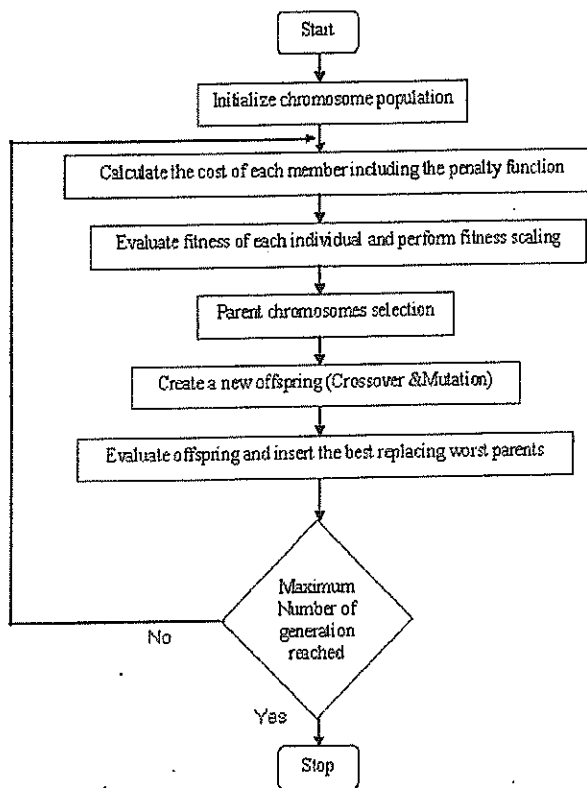 Start
Initialize chromosome population
Calculate the cost of each member including the penalty function
Evaluate fitness of each individual and perform fitness scaling
Parent chromosomes selection
Create a new offspring (Crossover &Mutation)
Evaluate offspring and insert the best replacing worst parents
Maximum
Number of
generation
reached
No
Yes
Stop